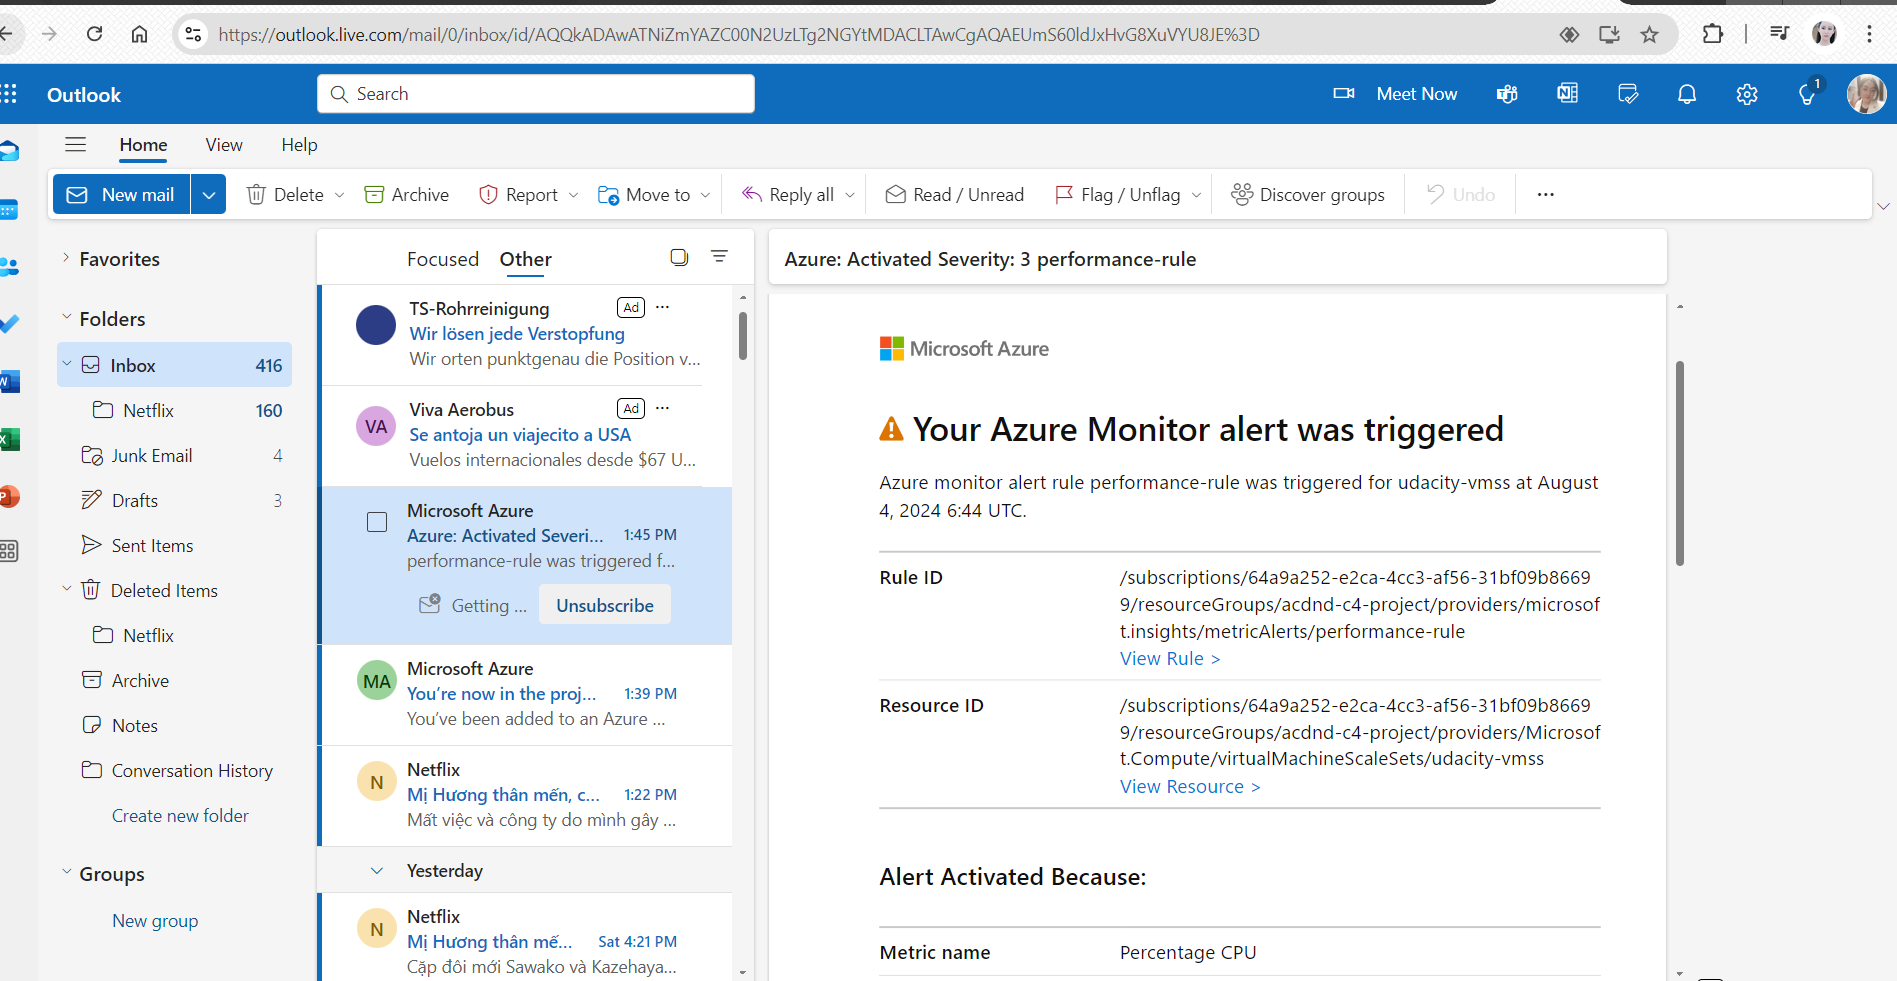 https://outlook.live.com/mail/0/inbox/id/AQQkADAwATNiZmYAZC00N2UzLTg2NGYtMDACLTAwCgAQAEUmS60ldJxHvG8XuVYU8JE%3D
Outlook
Search
Meet Now
1
Home
View
Help
New mail
Delete
Archive
Report
Move to
Reply all
Read / Unread
Flag / Unflag
Discover groups
Undo
Favorites
Folders
Inbox 416
Netflix 160
Junk Email 4
Drafts 3
Sent Items
Deleted Items
Netflix
Archive
Notes
Conversation History
Create new folder
Groups
New group
Focused Other
TS-Rohrreinigung Ad
Wir lösen jede Verstopfung
Wir orten punktgenau die Position v...
VA
Viva Aerobus Ad
Se antoja un viajecito a USA
Vuelos internacionales desde $67 U...
Microsoft Azure
Azure: Activated Severi... 1:45 PM
performance-rule was triggered f...
Getting ... Unsubscribe
MA
Microsoft Azure
You're now in the proj... 1:39 PM
You've been added to an Azure ...
N
Netflix
Mị Hương thân mến, c... 1:22 PM
Mất việc và công ty do mình gây ...
Yesterday
N
Netflix
Mị Hương thân mế... Sat 4:21 PM
Cặp đôi mới Sawako và Kazehaya...
Azure: Activated Severity: 3 performance-rule
Microsoft Azure
Your Azure Monitor alert was triggered
Azure monitor alert rule performance-rule was triggered for udacity-vmss at August
4, 2024 6:44 UTC.
Rule ID
/subscriptions/64a9a252-e2ca-4cc3-af56-31bf09b8669
9/resourceGroups/acdnd-c4-project/providers/microsof
t.insights/metricAlerts/performance-rule
View Rule >
Resource ID
/subscriptions/64a9a252-e2ca-4cc3-af56-31bf09b8669
9/resourceGroups/acdnd-c4-project/providers/Microsof
t.Compute/virtualMachineScaleSets/udacity-vmss
View Resource >
Alert Activated Because:
Metric name Percentage CPU